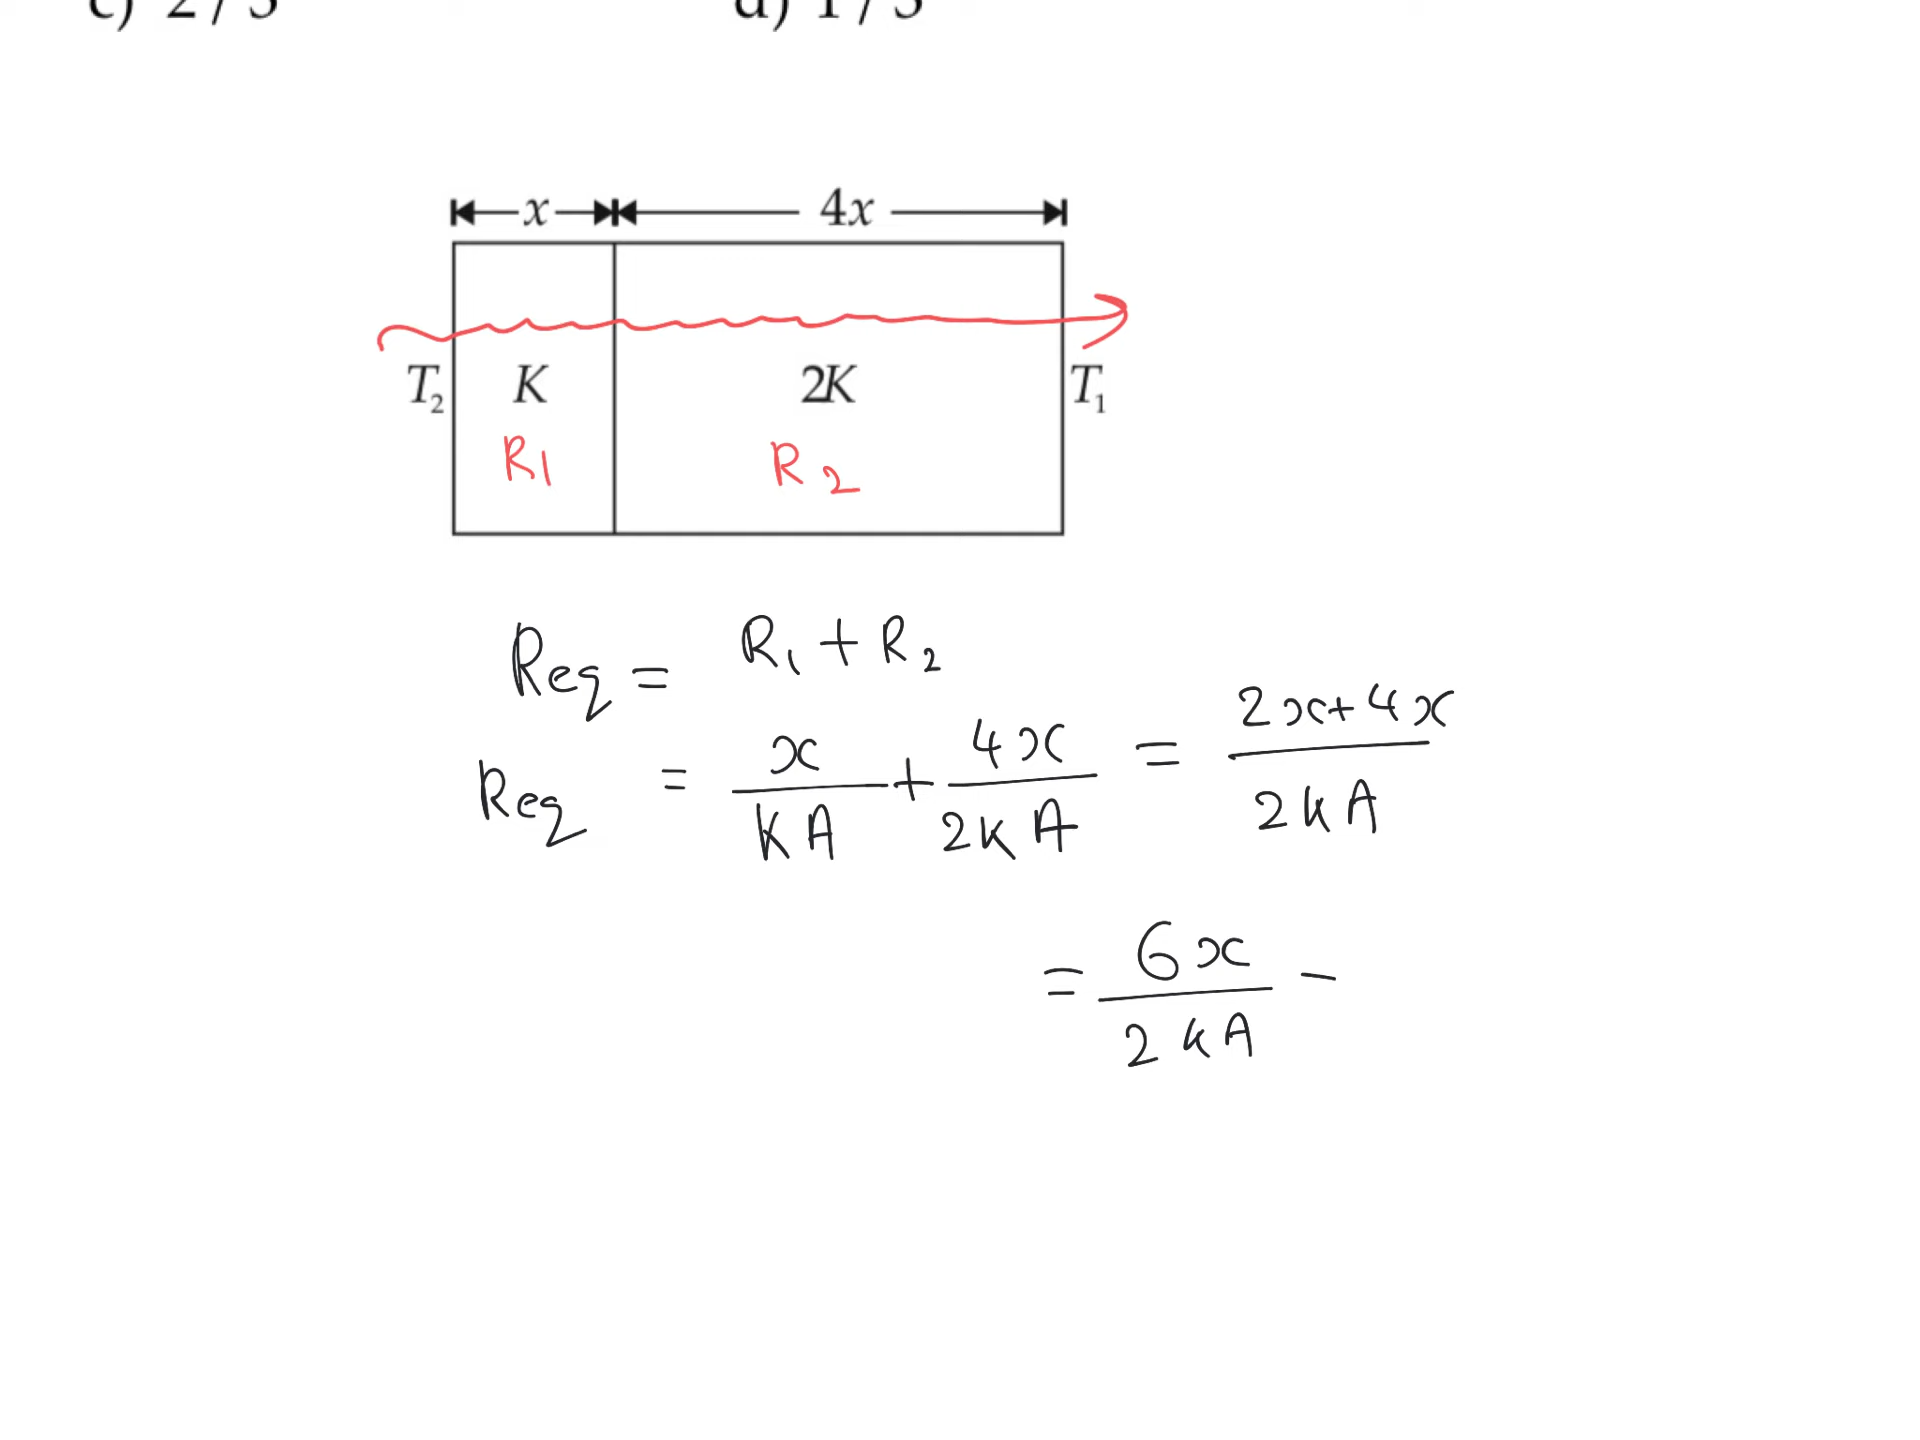 c) 2/3 d) 1/3
x 4x
T₂ K 2K T₁
R1 R2
Req = R₁ + R₂
Req = x/KA + 4x/2KA = 2x+4x/2KA
= 6x/2KA -